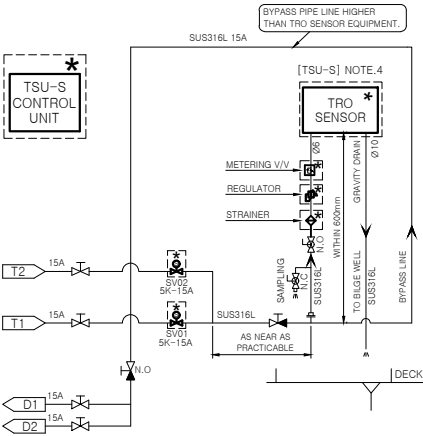 BYPASS PIPE LINE HIGHER
THAN TRO SENSOR EQUIPMENT.
SUS316L 15A
[TSU-S] NOTE.4
*
TSU-S
CONTROL
UNIT
*
TRO
SENSOR
Ø6
Ø10
METERING V/V
*
REGULATOR
*
STRAINER
*
N.O
GRAVITY DRAIN
WITHIN 600mm
TO BILGE WELL
SUS316L
BYPASS LINE
SAMPLING
N.C
SUS316L
T2
15A
*
SV02
5K-15A
T1
15A
*
SV01
5K-15A
SUS316L
AS NEAR AS
PRACTICABLE
N.O
DECK
D1
15A
D2
15A